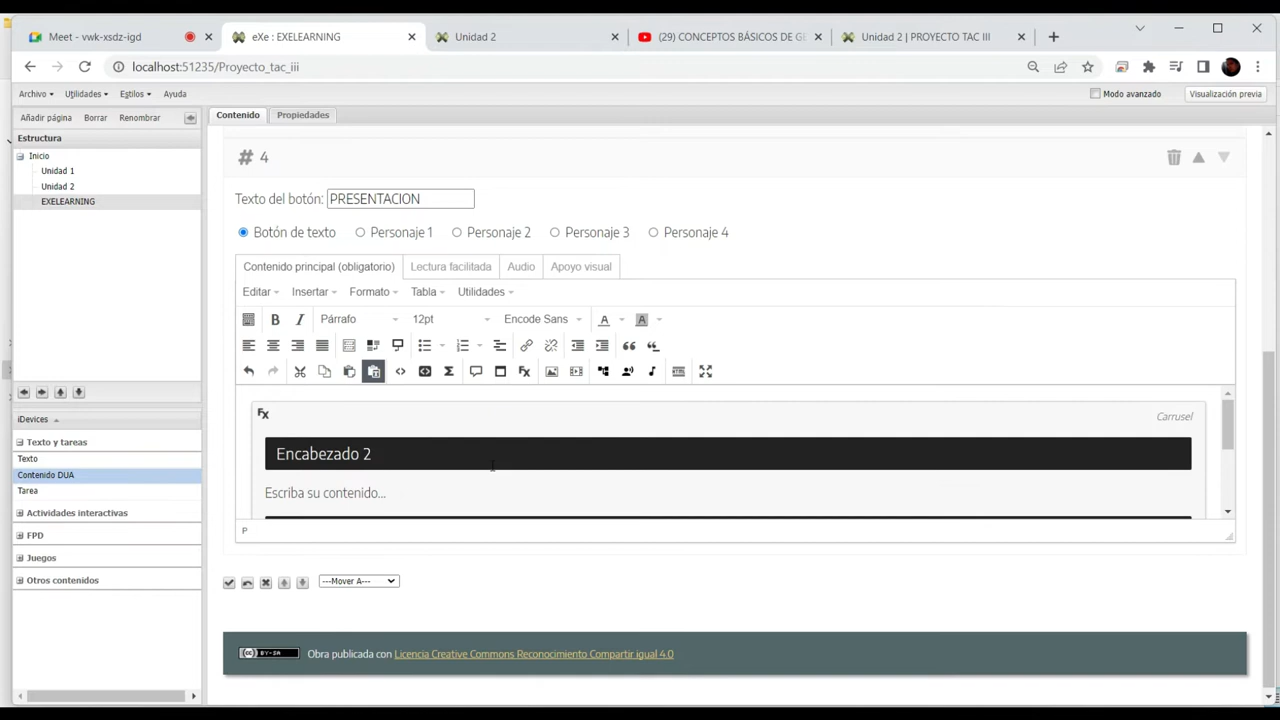 Meet - vwk-xsdz-igd
eXe : EXELEARNING
Unidad 2
(29) CONCEPTOS BÁSICOS DE GE
Unidad 2 | PROYECTO TAC III
localhost:51235/Proyecto_tac_iii
Archivo Utilidades Estilos Ayuda
Modo avanzado
Visualización previa
Añadir página Borrar Renombrar
Contenido Propiedades
Estructura
Inicio
Unidad 1
Unidad 2
EXELEARNING
# 4
Texto del botón: PRESENTACION
Botón de texto Personaje 1 Personaje 2 Personaje 3 Personaje 4
Contenido principal (obligatorio) Lectura facilitada Audio Apoyo visual
Editar Insertar Formato Tabla Utilidades
B I Párrafo 12pt Encode Sans A A
Fx Carrusel
Encabezado 2
Escriba su contenido...
P
iDevices
Texto y tareas
Texto
Contenido DUA
Tarea
Actividades interactivas
FPD
Juegos
Otros contenidos
---Mover A---
(cc) BY-SA Obra publicada con Licencia Creative Commons Reconocimiento Compartir igual 4.0